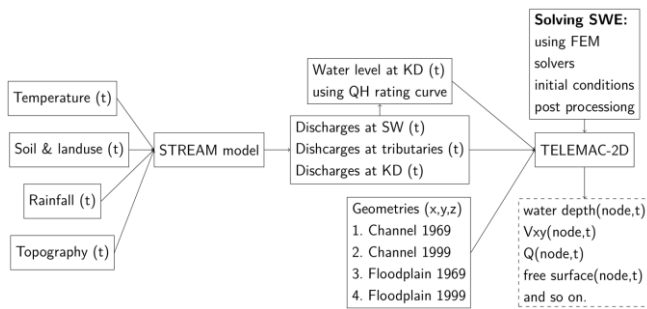 Temperature (t)
Soil & landuse (t)
Rainfall (t)
Topography (t)
STREAM model
Water level at KD (t)
using QH rating curve
Discharges at SW (t)
Dishcarges at tributaries (t)
Discharges at KD (t)
Geometries (x,y,z)
1. Channel 1969
2. Channel 1999
3. Floodplain 1969
4. Floodplain 1999
Solving SWE:
using FEM
solvers
initial conditions
post processiong
TELEMAC-2D
water depth(node,t)
Vxy(node,t)
Q(node,t)
free surface(node,t)
and so on.